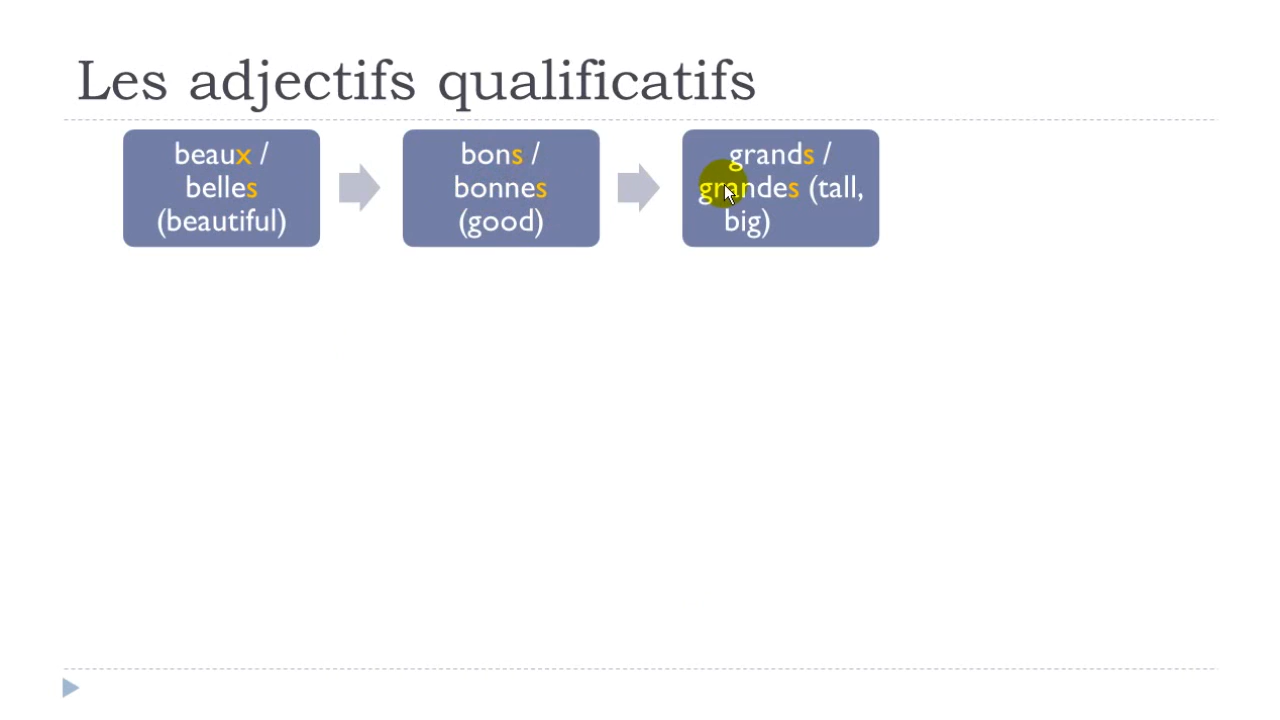 Les adjectifs qualificatifs
beaux /
belles
(beautiful)
bons /
bonnes
(good)
grands /
grandes (tall,
big)